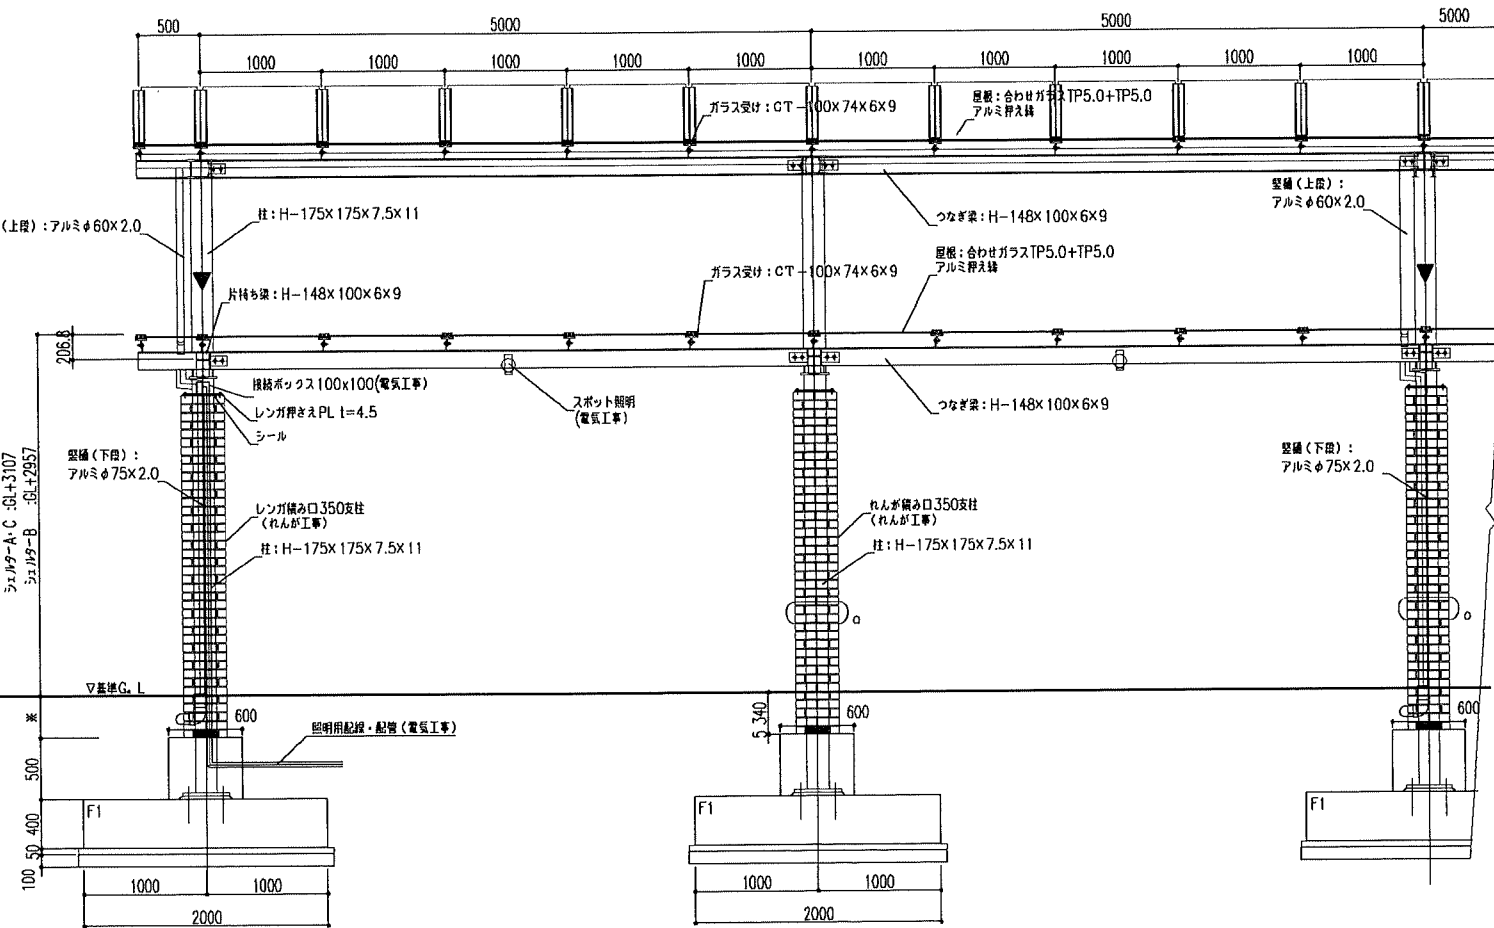 500
5000
5000
5000
1000
1000
1000
1000
1000
1000
1000
1000
1000
1000
ガラス受け:CT-100×74×6×9
屋根:合わせガラスTP5.0+TP5.0
アルミ押え縁
竪樋(上段):
アルミφ60×2.0
(上段):アルミφ60×2.0
柱:H-175×175×7.5×11
つなぎ梁:H-148×100×6×9
屋根:合わせガラスTP5.0+TP5.0
アルミ押え縁
ガラス受け:CT-100×74×6×9
片持ち梁:H-148×100×6×9
206.8
接続ボックス100x100(電気工事)
レンガ押さえPL t=4.5
シール
スポット照明
(電気工事)
つなぎ梁:H-148×100×6×9
竪樋(下段):
アルミφ75×2.0
竪樋(下段):
アルミφ75×2.0
シェルターA・C :GL+3107
シェルターB :GL+2957
レンガ積み口350支柱
(れんが工事)
柱:H-175×175×7.5×11
れんが積み口350支柱
(れんが工事)
柱:H-175×175×7.5×11
a
a
▽基準G.L
※
600
340
5
600
600
照明用配線・配管(電気工事)
500
400
50
100
F1
F1
F1
1000
1000
1000
1000
2000
2000